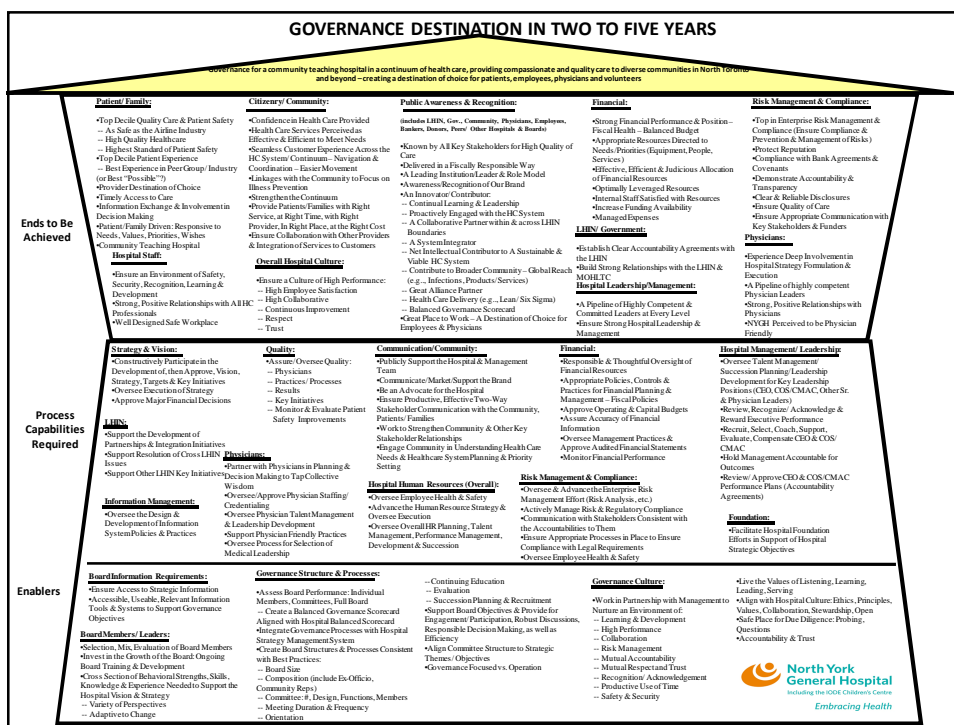 GOVERNANCE DESTINATION IN TWO TO FIVE YEARS
Governance for a community teaching hospital in a continuum of health care, providing compassionate and quality care to diverse communities in North Toronto
and beyond – creating a destination of choice for patients, employees, physicians and volunteers
Ends to Be
Achieved
Patient/ Family:
•Top Decile Quality Care & Patient Safety
-- As Safe as the Airline Industry
-- High Quality Healthcare
-- Highest Standard of Patient Safety
•Top Decile Patient Experience
-- Best Experience in Peer Group/ Industry
(or Best “Possible”?)
•Provider Destination of Choice
•Timely Access to Care
•Information Exchange & Involvement in
Decision Making
•Patient/Family Driven: Responsive to
Needs, Values, Priorities, Wishes
•Community Teaching Hospital
Hospital Staff:
•Ensure an Environment of Safety,
Security, Recognition, Learning &
Development
•Strong, Positive Relationships with All HC
Professionals
•Well Designed Safe Workplace
Citizenry/ Community:
•Confidence in Health Care Provided
•Health Care Services Perceived as
Effective & Efficient to Meet Needs
•Seamless Customer Experience Across the
HC System/ Continuum – Navigation &
Coordination – Easier Movement
•Linkages with the Community to Focus on
Illness Prevention
•Strengthen the Continuum
•Provide Patients/Families with Right
Service, at Right Time, with Right
Provider, In Right Place, at the Right Cost
•Ensure Collaboration with Other Providers
& Integration of Services to Customers
Overall Hospital Culture:
•Ensure a Culture of High Performance:
-- High Employee Satisfaction
-- High Collaborative
-- Continuous Improvement
-- Respect
-- Trust
Public Awareness & Recognition:
(includes LHIN, Gov., Community, Physicians, Employees,
Bankers, Donors, Peers/ Other Hospitals & Boards)
•Known by All Key Stakeholders for High Quality of
Care
•Delivered in a Fiscally Responsible Way
•A Leading Institution/Leader & Role Model
•Awareness/Recognition of Our Brand
•An Innovator/ Contributor:
-- Continual Learning & Leadership
-- Proactively Engaged with the HC System
-- A Collaborative Partner within & across LHIN
Boundaries
-- A System Integrator
-- Net Intellectual Contributor to A Sustainable &
Viable HC System
-- Contribute to Broader Community – Global Reach
(e.g., Infections, Products/ Services)
-- Great Alliance Partner
-- Health Care Delivery (e.g., Lean/ Six Sigma)
-- Balanced Governance Scorecard
•Great Place to Work – A Destination of Choice for
Employees & Physicians
Financial:
•Strong Financial Performance & Position –
Fiscal Health – Balanced Budget
•Appropriate Resources Directed to
Needs/Priorities (Equipment, People,
Services)
•Effective, Efficient & Judicious Allocation
of Financial Resources
•Optimally Leveraged Resources
•Internal Staff Satisfied with Resources
•Increase Funding Availability
•Managed Expenses
LHIN/ Government:
•Establish Clear Accountability Agreements with
the LHIN
•Build Strong Relationships with the LHIN &
MOHLTC
Hospital Leadership/Management:
•A Pipeline of Highly Competent &
Committed Leaders at Every Level
•Ensure Strong Hospital Leadership &
Management
Risk Management & Compliance:
•Top in Enterprise Risk Management &
Compliance (Ensure Compliance &
Prevention & Management of Risks)
•Protect Reputation
•Compliance with Bank Agreements &
Covenants
•Demonstrate Accountability &
Transparency
•Clear & Reliable Disclosures
•Ensure Quality of Care
•Ensure Appropriate Communication with
Key Stakeholders & Funders
Physicians:
•Experience Deep Involvement in
Hospital Strategy Formulation &
Execution
•A Pipeline of highly competent
Physician Leaders
•Strong, Positive Relationships with
Physicians
•NYGH Perceived to be Physician
Friendly
Process
Capabilities
Required
Strategy & Vision:
•Constructively Participate in the
Development of, then Approve, Vision,
Strategy, Targets & Key Initiatives
•Oversee Execution of Strategy
•Approve Major Financial Decisions
LHIN:
•Support the Development of
Partnerships & Integration Initiatives
•Support Resolution of Cross LHIN
Issues
•Support Other LHIN Key Initiatives
Information Management:
•Oversee the Design &
Development of Information
System Policies & Practices
Quality:
•Assure/Oversee Quality:
-- Physicians
-- Practices/ Processes
-- Results
-- Key Initiatives
-- Monitor & Evaluate Patient
Safety Improvements
Physicians:
•Partner with Physicians in Planning &
Decision Making to Tap Collective
Wisdom
•Oversee/Approve Physician Staffing/
Credentialing
•Oversee Physician Talent Management
& Leadership Development
•Support Physician Friendly Practices
•Oversee Process for Selection of
Medical Leadership
Communication/Community:
•Publicly Support the Hospital & Management
Team
•Communicate/Market/Support the Brand
•Be an Advocate for the Hospital
•Ensure Productive, Effective Two-Way
Stakeholder Communication with the Community,
Patients/ Families
•Work to Strengthen Community & Other Key
Stakeholder Relationships
•Engage Community in Understanding Health Care
Needs & Healthcare System Planning & Priority
Setting
Hospital Human Resources (Overall):
•Oversee Employee Health & Safety
•Advance the Human Resource Strategy &
Oversee Execution
•Oversee Overall HR Planning, Talent
Management, Performance Management,
Development & Succession
Financial:
•Responsible & Thoughtful Oversight of
Financial Resources
•Appropriate Policies, Controls &
Practices for Financial Planning &
Management – Fiscal Policies
•Approve Operating & Capital Budgets
•Assure Accuracy of Financial
Information
•Oversee Management Practices &
Approve Audited Financial Statements
•Monitor Financial Performance
Risk Management & Compliance:
•Oversee & Advance the Enterprise Risk
Management Effort (Risk Analysis, etc.)
•Actively Manage Risk & Regulatory Compliance
•Communication with Stakeholders Consistent with
the Accountabilities to Them
•Ensure Appropriate Processes in Place to Ensure
Compliance with Legal Requirements
•Oversee Employee Health & Safety
Hospital Management/ Leadership:
•Oversee Talent Management/
Succession Planning/Leadership
Development for Key Leadership
Positions (CEO, COS/CMAC, Other Sr.
& Physician Leaders)
•Review, Recognize/ Acknowledge &
Reward Executive Performance
•Recruit, Select, Coach, Support,
Evaluate, Compensate CEO & COS/
CMAC
•Hold Management Accountable for
Outcomes
•Review/ Approve CEO & COS/CMAC
Performance Plans (Accountability
Agreements)
Foundation:
•Facilitate Hospital Foundation
Efforts in Support of Hospital
Strategic Objectives
Enablers
Board Information Requirements:
•Ensure Access to Strategic Information
•Accessible, Useable, Relevant Information
Tools & Systems to Support Governance
Objectives
Board Members/ Leaders:
•Selection, Mix, Evaluation of Board Members
•Invest in the Growth of the Board: Ongoing
Board Training & Development
•Cross Section of Behavioral Strengths, Skills,
Knowledge & Experience Needed to Support the
Hospital Vision & Strategy
-- Variety of Perspectives
-- Adaptive to Change
Governance Structure & Processes:
•Assess Board Performance: Individual
Members, Committees, Full Board
-- Create a Balanced Governance Scorecard
Aligned with Hospital Balanced Scorecard
•Integrate Governance Processes with Hospital
Strategy Management System
•Create Board Structures & Processes Consistent
with Best Practices:
-- Board Size
-- Composition (include Ex-Officio,
Community Reps)
-- Committee: #, Design, Functions, Members
-- Meeting Duration & Frequency
-- Orientation
-- Continuing Education
-- Evaluation
-- Succession Planning & Recruitment
•Support Board Objectives & Provide for
Engagement/ Participation, Robust Discussions,
Responsible Decision Making, as well as
Efficiency
•Align Committee Structure to Strategic
Themes/ Objectives
•Governance Focused vs. Operation
Governance Culture:
•Work in Partnership with Management to
Nurture an Environment of:
-- Learning & Development
-- High Performance
-- Collaboration
-- Risk Management
-- Mutual Accountability
-- Mutual Respect and Trust
-- Recognition/ Acknowledgement
-- Productive Use of Time
-- Safety & Security
•Live the Values of Listening, Learning,
Leading, Serving
•Align with Hospital Culture: Ethics, Principles,
Values, Collaboration, Stewardship, Open
•Safe Place for Due Diligence: Probing,
Questions
•Accountability & Trust
North York
General Hospital
Including the IODE Children's Centre
Embracing Health